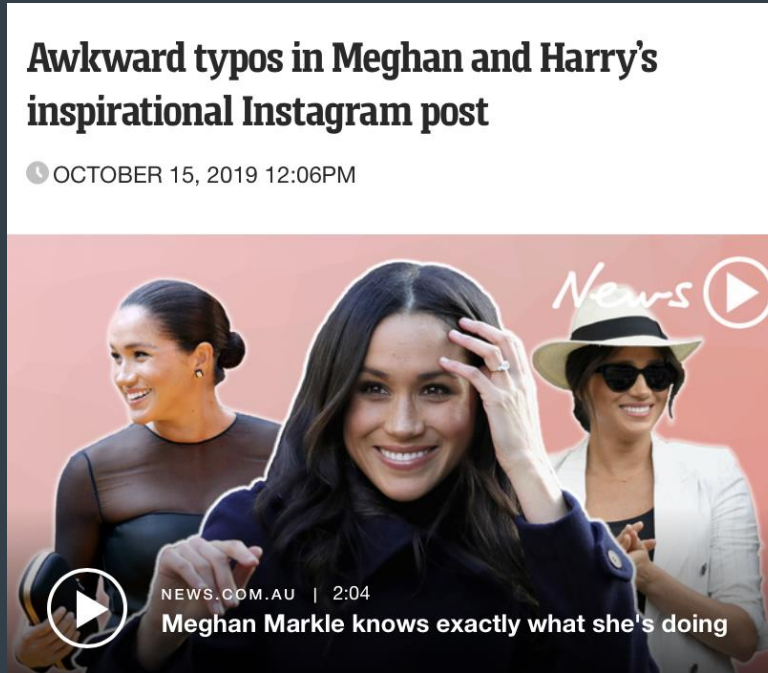 Awkward typos in Meghan and Harry’s
inspirational Instagram post
OCTOBER 15, 2019 12:06PM
News
NEWS.COM.AU | 2:04
Meghan Markle knows exactly what she's doing